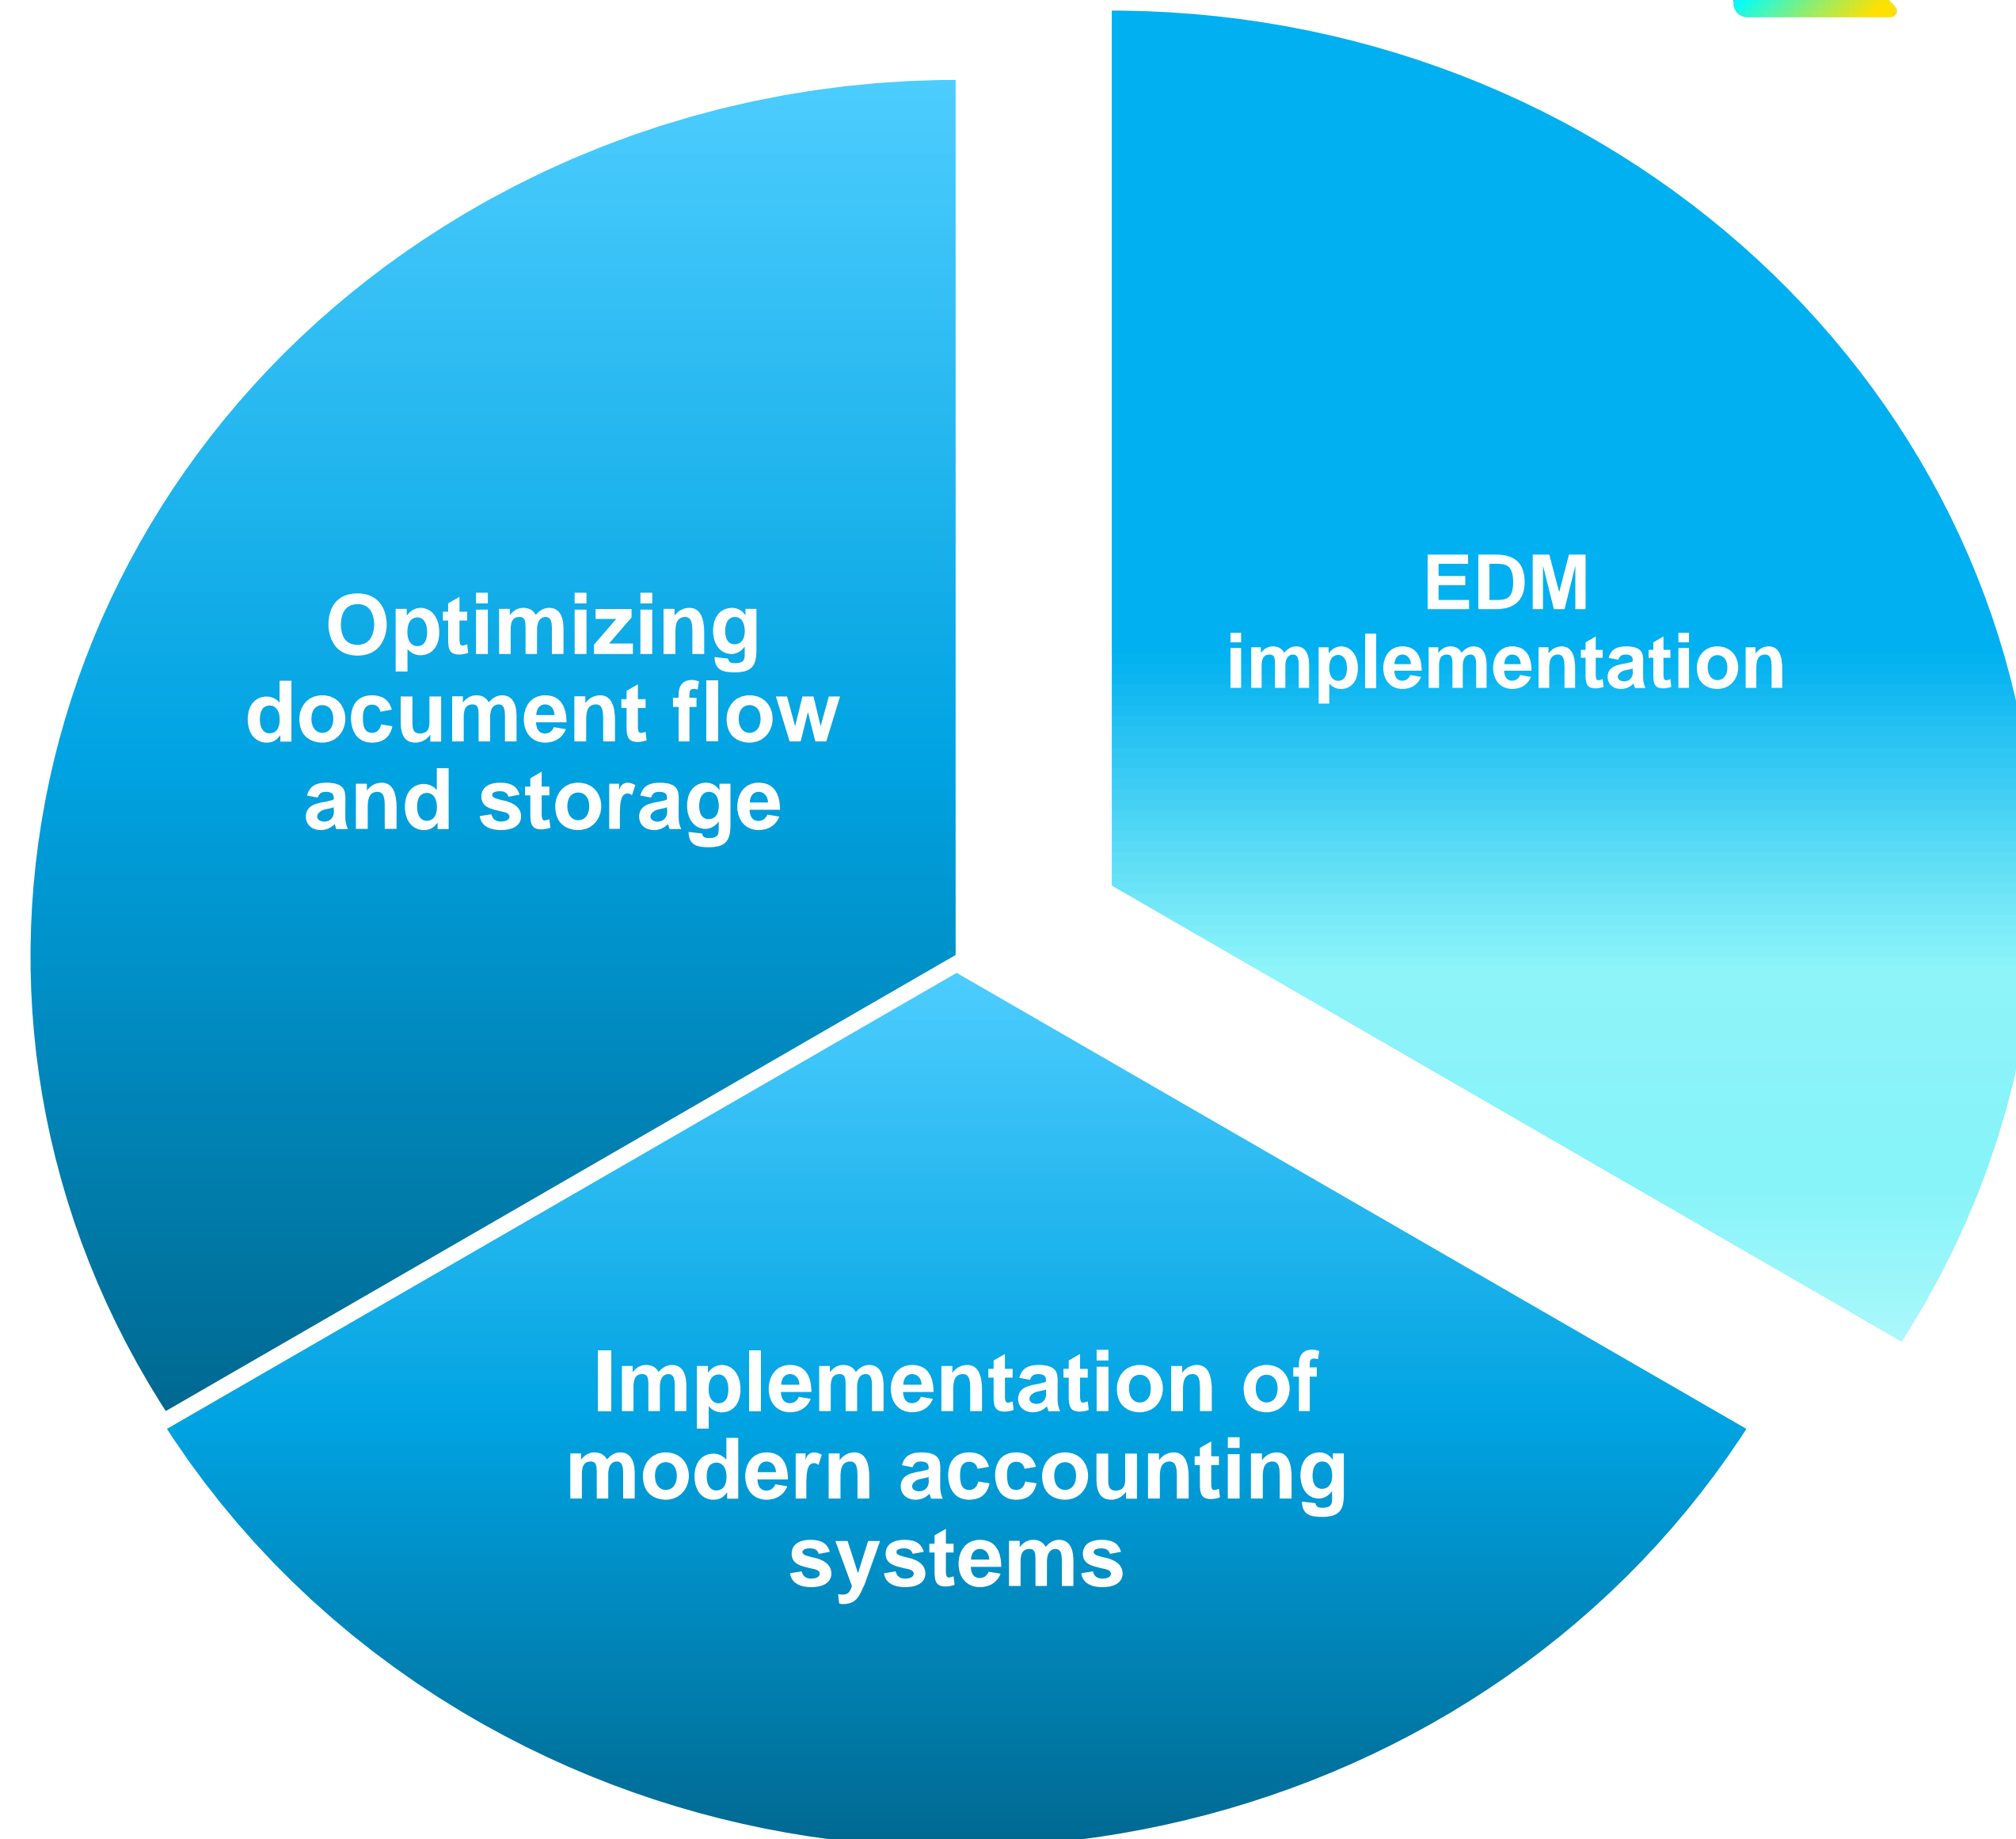 Optimizing
document flow
and storage
EDM
implementation
Implementation of
modern accounting
systems